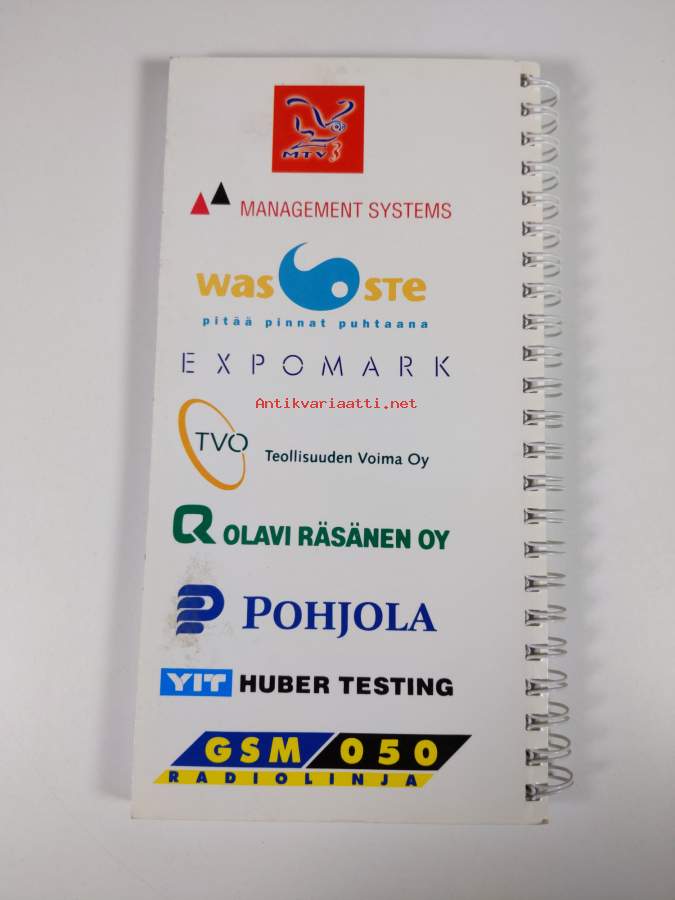 MTV3
MANAGEMENT SYSTEMS
was STE
pitää pinnat puhtaana
EXPOMARK
Antikvariaatti.net
TVO
Teollisuuden Voima Oy
OLAVI RÄSÄNEN OY
POHJOLA
YIT HUBER TESTING
GSM 050
RADIOLINJA